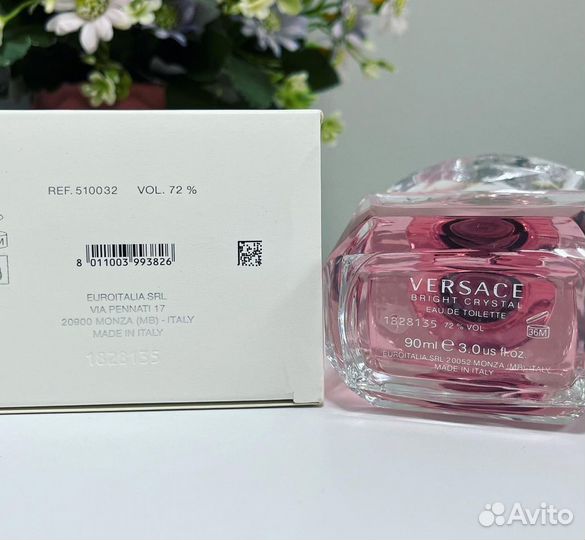 REF. 510032 VOL. 72 %
8 011003 993826
EUROITALIA SRL
VIA PENNATI 17
20900 MONZA (MB) - ITALY
MADE IN ITALY
1828135
VERSACE
BRIGHT CRYSTAL
EAU DE TOILETTE
1828135 72 % VOL
36M
90ml e 3.0 us fl.oz.
EUROITALIA SRL 20052 MONZA (MB)-ITALY
MADE IN ITALY
Avito